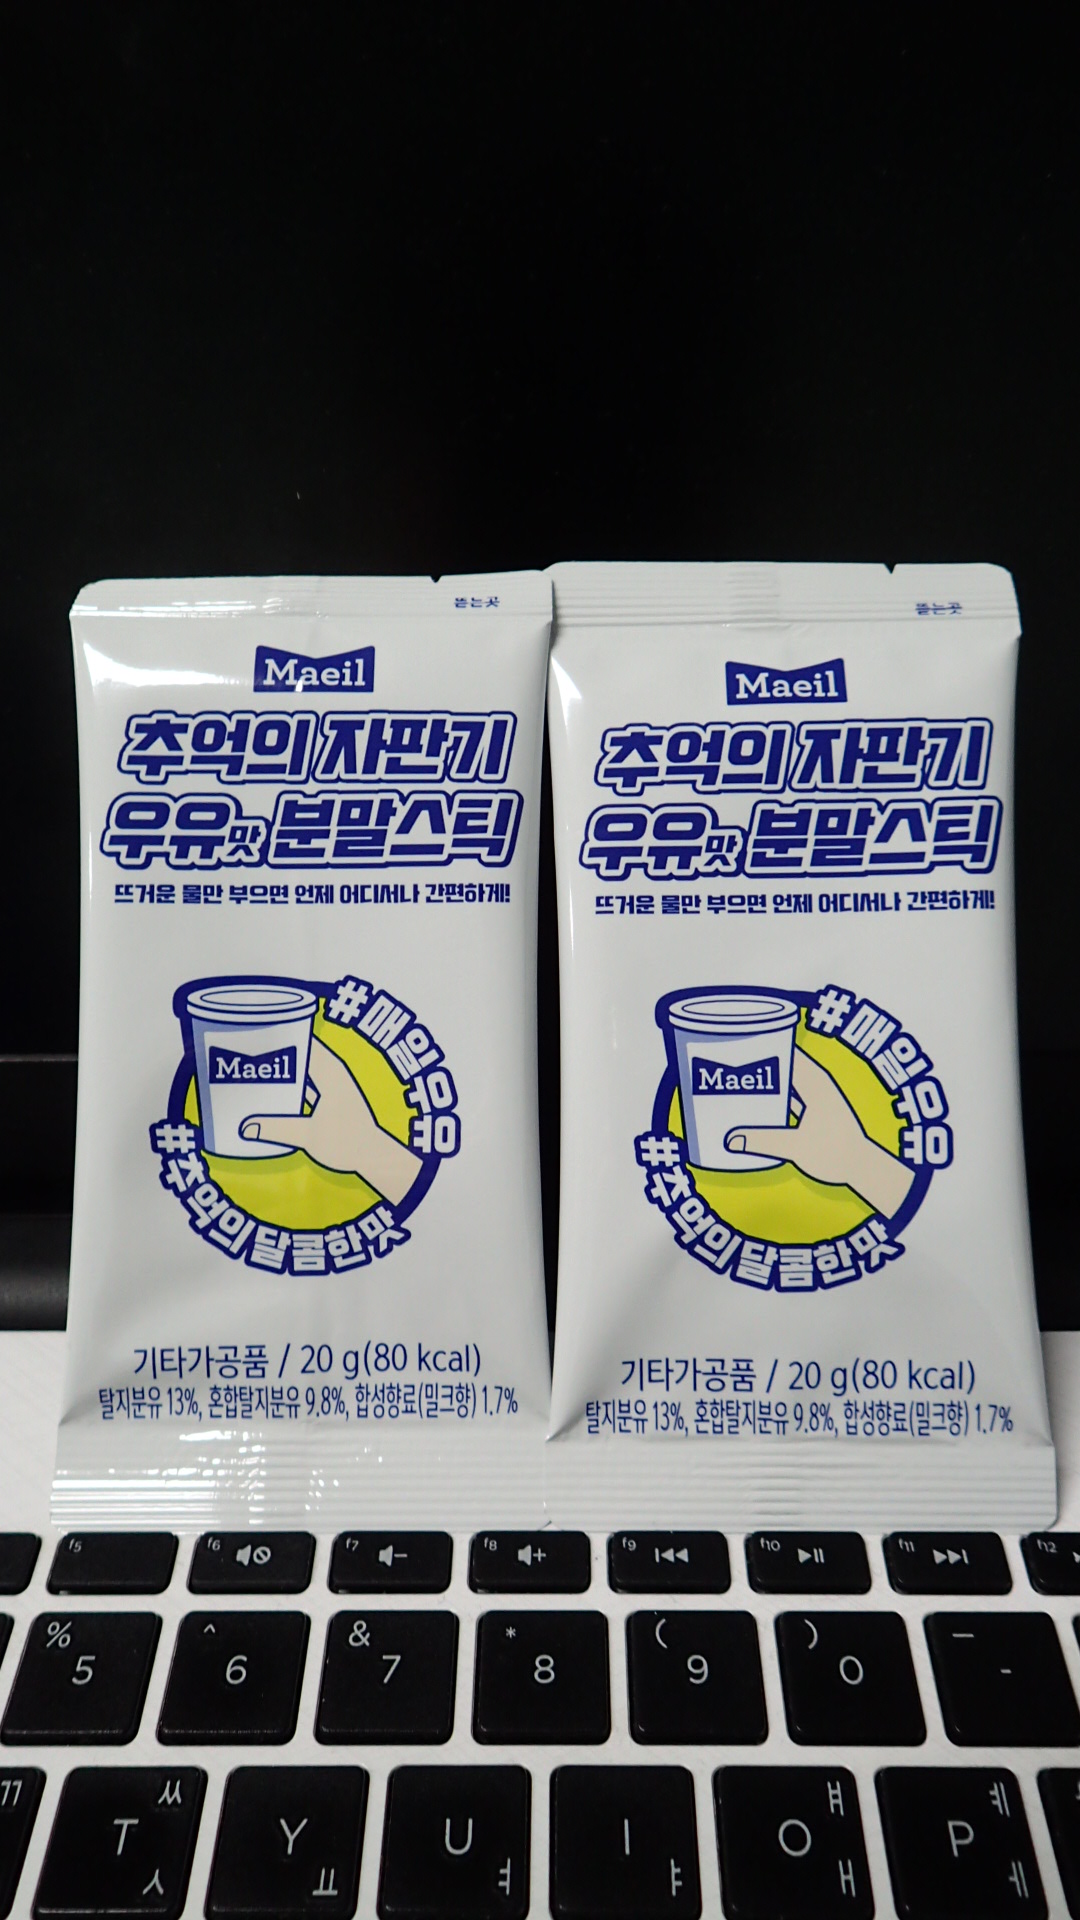 뜯는곳
Maeil
추억의 자판기
우유맛 분말스틱
뜨거운 물만 부으면 언제 어디서나 간편하게!
Maeil
#매일우유
#추억의 달콤한 맛
기타가공품 / 20 g(80 kcal)
탈지분유 13%, 혼합탈지분유 9.8%, 합성향료(밀크향) 1.7%
뜯는곳
Maeil
추억의 자판기
우유맛 분말스틱
뜨거운 물만 부으면 언제 어디서나 간편하게!
Maeil
#매일우유
#추억의 달콤한 맛
기타가공품 / 20 g(80 kcal)
탈지분유 13%, 혼합탈지분유 9.8%, 합성향료(밀크향) 1.7%
f5 f6 f7 f8 f9 f10 f11 f12
% 5 ^ 6 & 7 * 8 ( 9 ) 0 — -
ㄲ T ㅆ ㅅ Y ㅛ U ㅕ I ㅑ O ㅒ ㅐ P ㅖ ㅔ